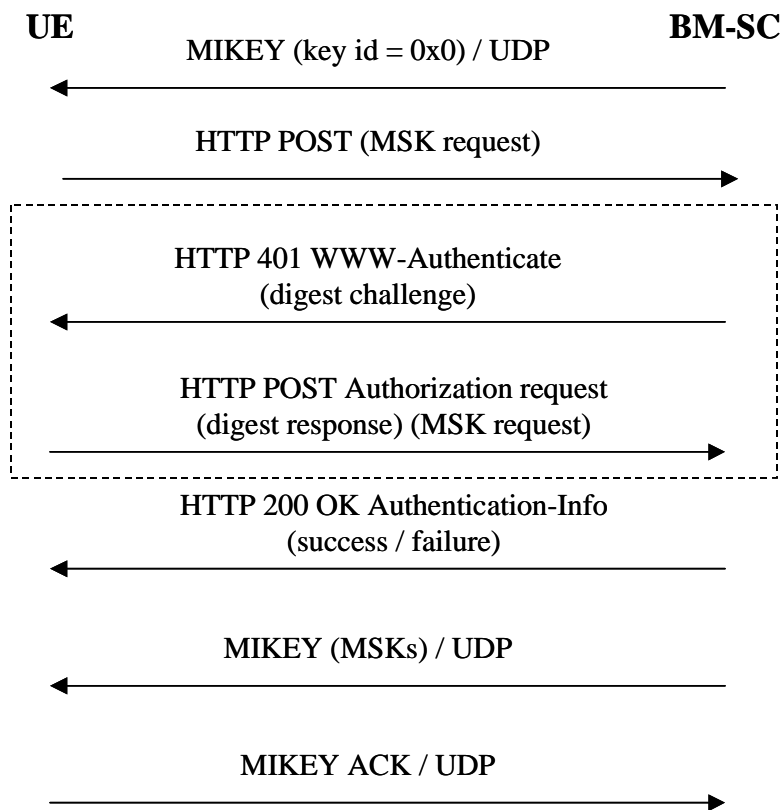 UE BM-SC
MIKEY (key id = 0x0) / UDP
HTTP POST (MSK request)
HTTP 401 WWW-Authenticate
(digest challenge)
HTTP POST Authorization request
(digest response) (MSK request)
HTTP 200 OK Authentication-Info
(success / failure)
MIKEY (MSKs) / UDP
MIKEY ACK / UDP